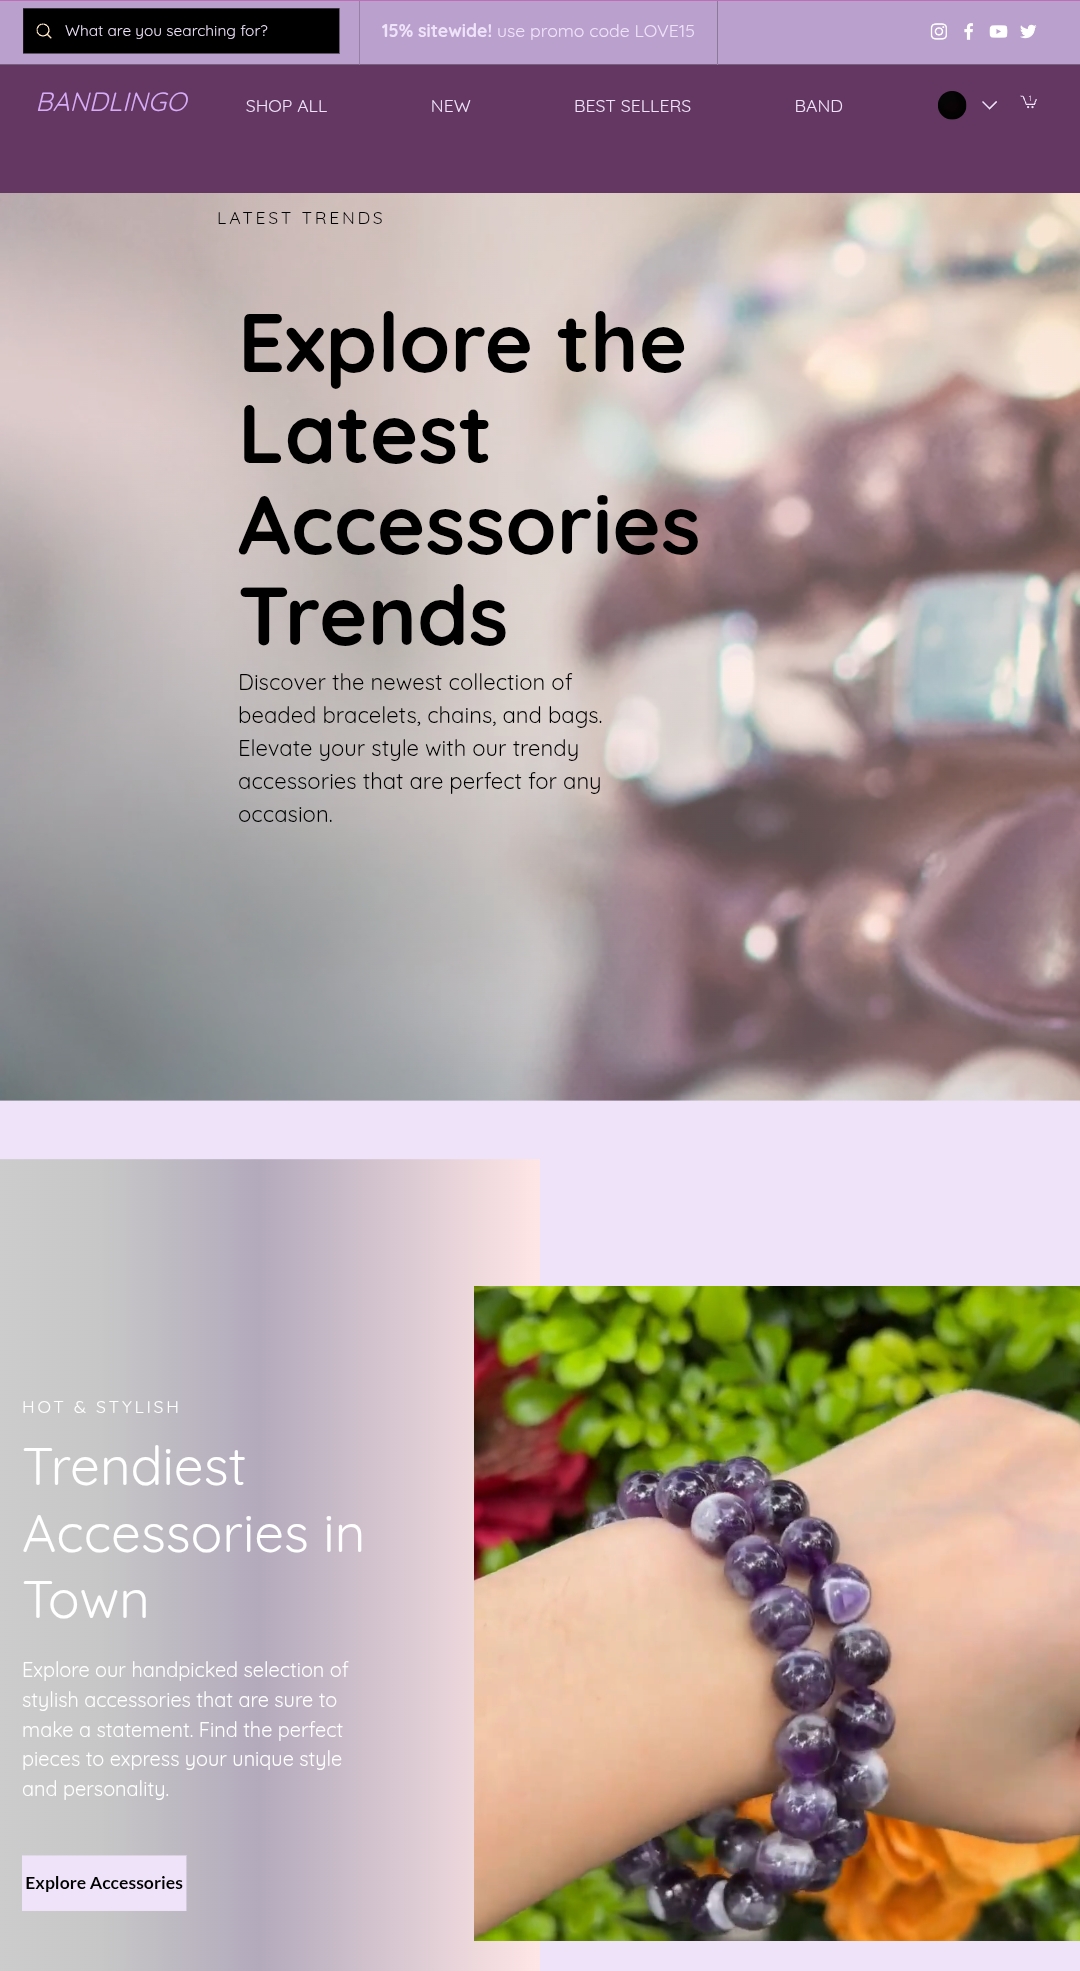 What are you searching for?
15% sitewide! use promo code LOVE15
BANDLINGO
SHOP ALL
NEW
BEST SELLERS
BAND
LATEST TRENDS
Explore the
Latest
Accessories
Trends
Discover the newest collection of
beaded bracelets, chains, and bags.
Elevate your style with our trendy
accessories that are perfect for any
occasion.
HOT & STYLISH
Trendiest
Accessories in
Town
Explore our handpicked selection of
stylish accessories that are sure to
make a statement. Find the perfect
pieces to express your unique style
and personality.
Explore Accessories